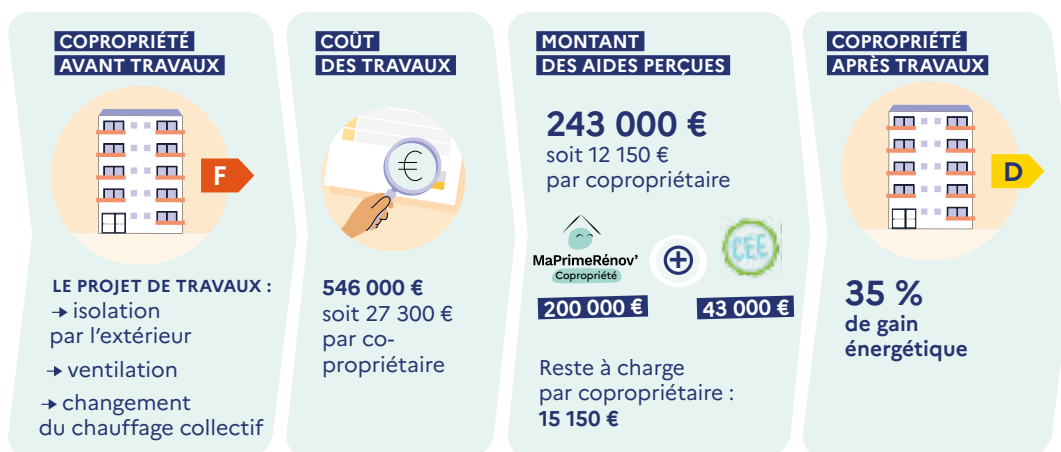 COPROPRIÉTÉ
AVANT TRAVAUX
F
LE PROJET DE TRAVAUX :
→ isolation
par l'extérieur
→ ventilation
→ changement
du chauffage collectif
COÛT
DES TRAVAUX
€
546 000 €
soit 27 300 €
par co-
propriétaire
MONTANT
DES AIDES PERÇUES
243 000 €
soit 12 150 €
par copropriétaire
MaPrimeRénov'
Copropriété
+
CEE
200 000 €
43 000 €
Reste à charge
par copropriétaire :
15 150 €
COPROPRIÉTÉ
APRÈS TRAVAUX
D
35 %
de gain
énergétique